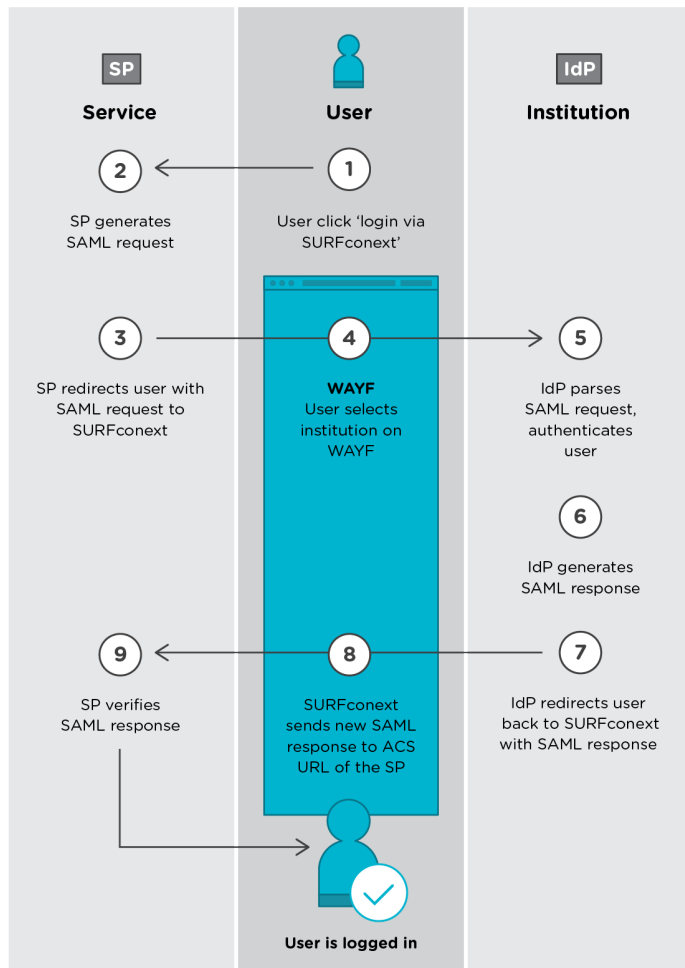 SP
Service
User
IdP
Institution
2
SP generates
SAML request
1
User click ‘login via
SURFconext’
3
SP redirects user with
SAML request to
SURFconext
4
WAYF
User selects
institution on
WAYF
5
IdP parses
SAML request,
authenticates
user
6
IdP generates
SAML response
9
SP verifies
SAML response
8
SURFconext
sends new SAML
response to ACS
URL of the SP
7
IdP redirects user
back to SURFconext
with SAML response
User is logged in